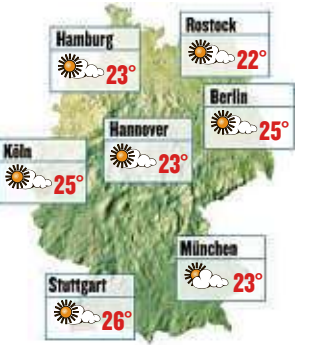 Rostock
22°
Hamburg
23°
Berlin
25°
Hannover
23°
Köln
25°
München
23°
Stuttgart
26°